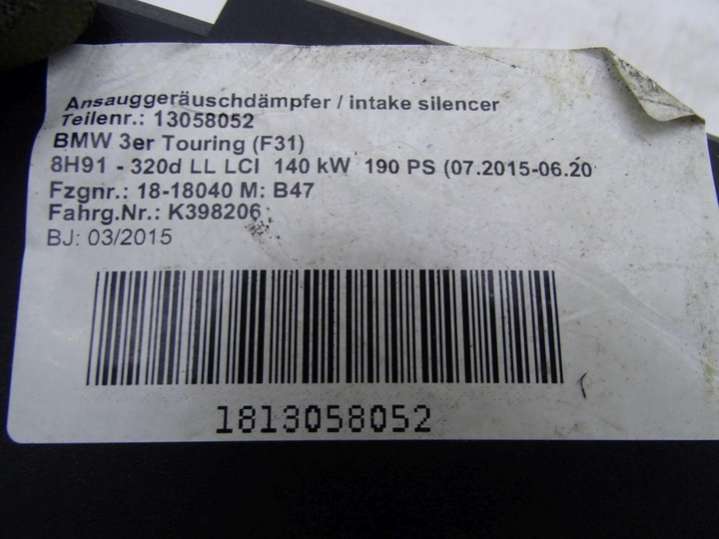 Ansauggeräuschdämpfer / intake silencer
Teilenr.: 13058052
BMW 3er Touring (F31)
8H91 - 320d LL LCI 140 kW 190 PS (07.2015-06.20
Fzgnr.: 18-18040 M: B47
Fahrg.Nr.: K398206
BJ: 03/2015
1813058052